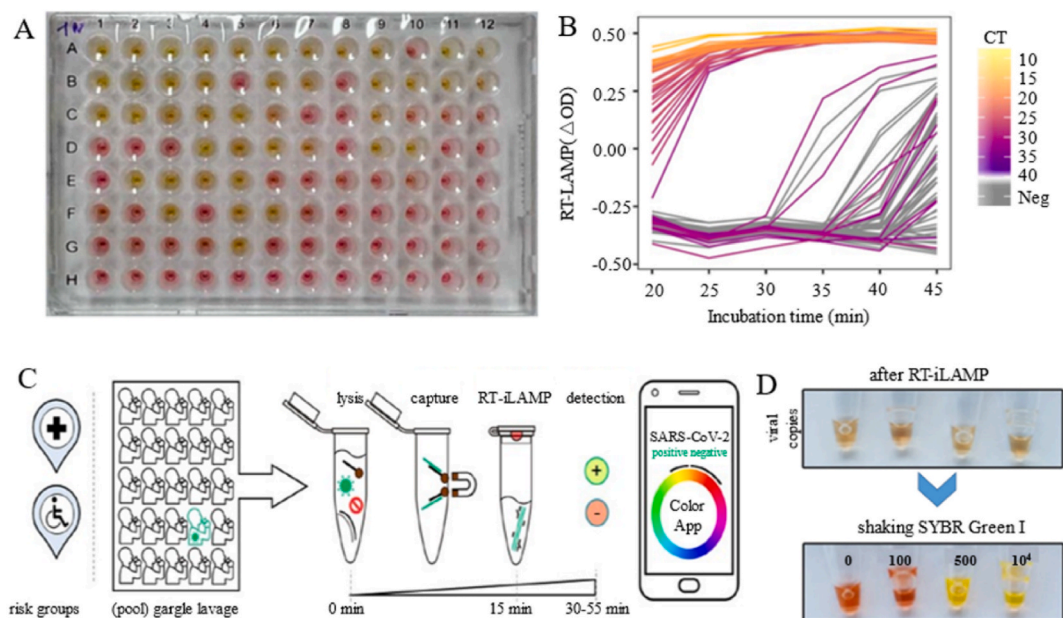 A
1 2 3 4 5 6 7 8 9 10 11 12
A
B
C
D
E
F
G
H
B
RT-LAMP(△OD)
0.50
0.25
0.00
-0.25
-0.50
20 25 30 35 40 45
Incubation time (min)
CT
10
15
20
25
30
35
40
Neg
C
risk groups
(pool) gargle lavage
lysis
capture
RT-iLAMP
detection
+
-
0 min
15 min
30-55 min
SARS-CoV-2
positive negative
Color
App
D
after RT-iLAMP
viral
copies
shaking SYBR Green I
0 100 500 10⁴